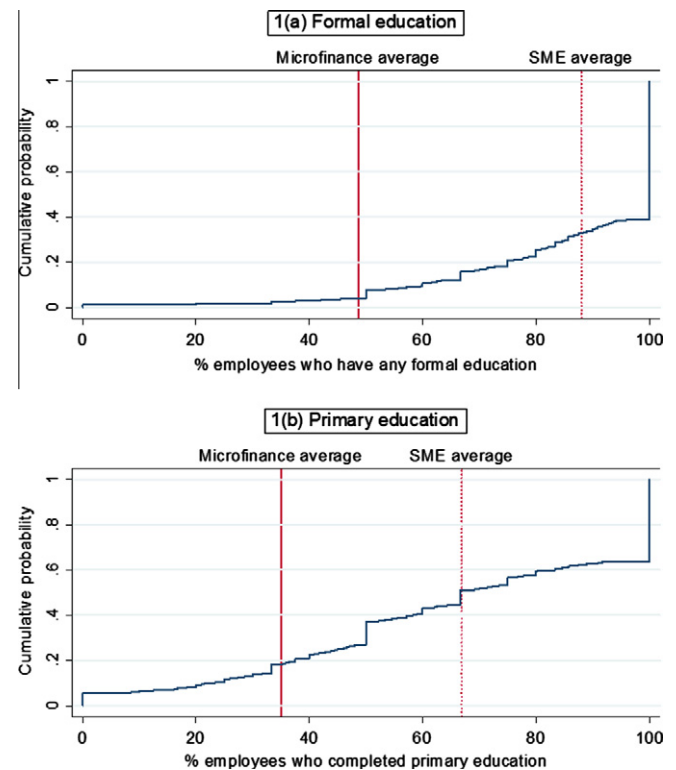 1(a) Formal education
Microfinance average SME average
Cumulative probability
1
.8
.6
.4
.2
0
0 20 40 60 80 100
% employees who have any formal education
1(b) Primary education
Microfinance average SME average
Cumulative probability
1
.8
.6
.4
.2
0
0 20 40 60 80 100
% employees who completed primary education